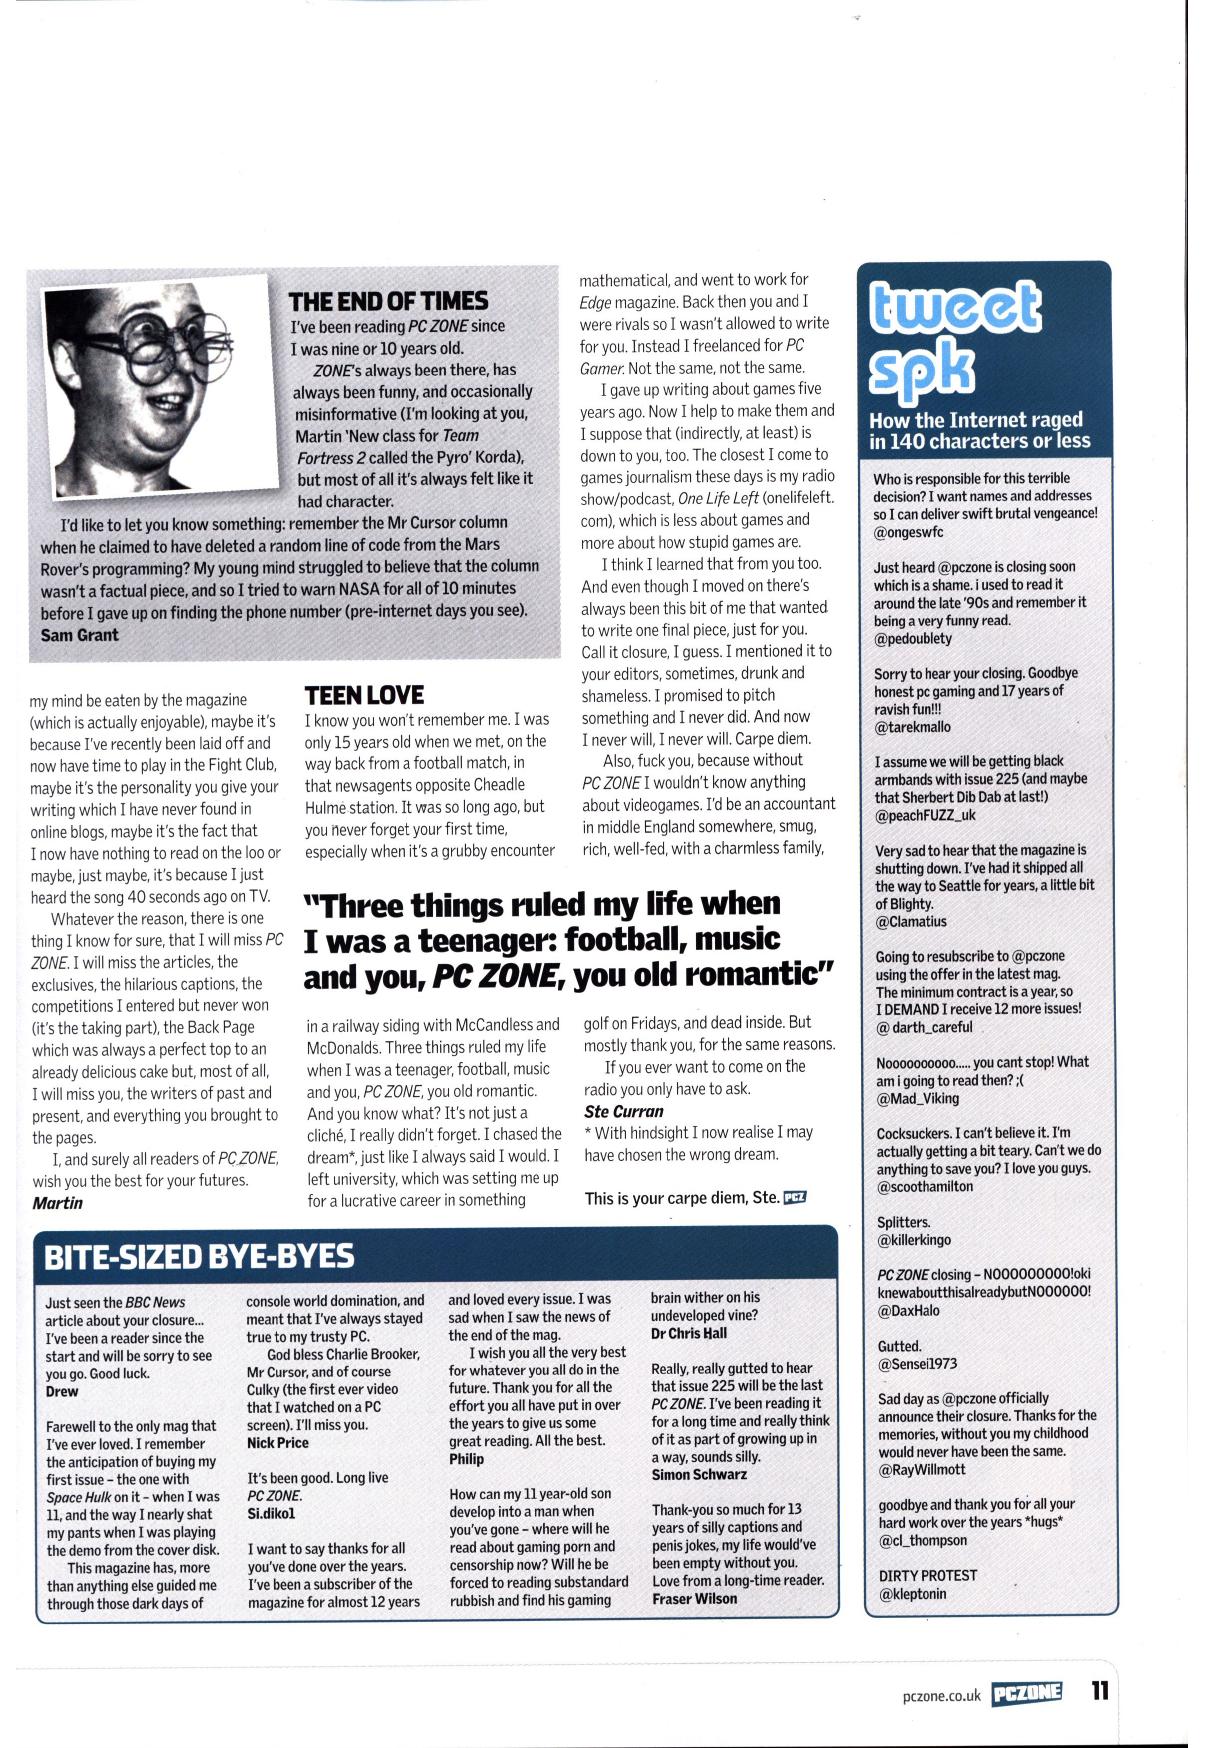 THE END OF TIMES
I've been reading PC ZONE since
I was nine or 10 years old.
ZONE's always been there, has
always been funny, and occasionally
misinformative (I'm looking at you,
Martin 'New class for Team
Fortress 2 called the Pyro' Korda),
but most of all it's always felt like it
had character.
I'd like to let you know something: remember the Mr Cursor column
when he claimed to have deleted a random line of code from the Mars
Rover's programming? My young mind struggled to believe that the column
wasn't a factual piece, and so I tried to warn NASA for all of 10 minutes
before I gave up on finding the phone number (pre-internet days you see).
Sam Grant
my mind be eaten by the magazine
(which is actually enjoyable), maybe it's
because I've recently been laid off and
now have time to play in the Fight Club,
maybe it's the personality you give your
writing which I have never found in
online blogs, maybe it's the fact that
I now have nothing to read on the loo or
maybe, just maybe, it's because I just
heard the song 40 seconds ago on TV.
Whatever the reason, there is one
thing I know for sure, that I will miss PC
ZONE. I will miss the articles, the
exclusives, the hilarious captions, the
competitions I entered but never won
(it's the taking part), the Back Page
which was always a perfect top to an
already delicious cake but, most of all,
I will miss you, the writers of past and
present, and everything you brought to
the pages.
I, and surely all readers of PC ZONE,
wish you the best for your futures.
Martin
TEEN LOVE
I know you won't remember me. I was
only 15 years old when we met, on the
way back from a football match, in
that newsagents opposite Cheadle
Hulme station. It was so long ago, but
you never forget your first time,
especially when it's a grubby encounter
"Three things ruled my life when
I was a teenager: football, music
and you, PC ZONE, you old romantic"
in a railway siding with McCandless and
McDonalds. Three things ruled my life
when I was a teenager, football, music
and you, PC ZONE, you old romantic.
And you know what? It's not just a
cliché, I really didn't forget. I chased the
dream*, just like I always said I would. I
left university, which was setting me up
for a lucrative career in something
mathematical, and went to work for
Edge magazine. Back then you and I
were rivals so I wasn't allowed to write
for you. Instead I freelanced for PC
Gamer. Not the same, not the same.
I gave up writing about games five
years ago. Now I help to make them and
I suppose that (indirectly, at least) is
down to you, too. The closest I come to
games journalism these days is my radio
show/podcast, One Life Left (onelifeleft.
com), which is less about games and
more about how stupid games are.
I think I learned that from you too.
And even though I moved on there's
always been this bit of me that wanted
to write one final piece, just for you.
Call it closure, I guess. I mentioned it to
your editors, sometimes, drunk and
shameless. I promised to pitch
something and I never did. And now
I never will, I never will. Carpe diem.
Also, fuck you, because without
PC ZONE I wouldn't know anything
about videogames. I'd be an accountant
in middle England somewhere, smug,
rich, well-fed, with a charmless family,
golf on Fridays, and dead inside. But
mostly thank you, for the same reasons.
If you ever want to come on the
radio you only have to ask.
Ste Curran
* With hindsight I now realise I may
have chosen the wrong dream.
This is your carpe diem, Ste. PCZ
BITE-SIZED BYE-BYES
Just seen the BBC News
article about your closure...
I've been a reader since the
start and will be sorry to see
you go. Good luck.
Drew
Farewell to the only mag that
I've ever loved. I remember
the anticipation of buying my
first issue – the one with
Space Hulk on it – when I was
11, and the way I nearly shat
my pants when I was playing
the demo from the cover disk.
This magazine has, more
than anything else guided me
through those dark days of
console world domination, and
meant that I've always stayed
true to my trusty PC.
God bless Charlie Brooker,
Mr Cursor, and of course
Culky (the first ever video
that I watched on a PC
screen). I'll miss you.
Nick Price
It's been good. Long live
PC ZONE.
Si.diko1
I want to say thanks for all
you've done over the years.
I've been a subscriber of the
magazine for almost 12 years
and loved every issue. I was
sad when I saw the news of
the end of the mag.
I wish you all the very best
for whatever you all do in the
future. Thank you for all the
effort you all have put in over
the years to give us some
great reading. All the best.
Philip
How can my 11 year-old son
develop into a man when
you've gone – where will he
read about gaming porn and
censorship now? Will he be
forced to reading substandard
rubbish and find his gaming
brain wither on his
undeveloped vine?
Dr Chris Hall
Really, really gutted to hear
that issue 225 will be the last
PC ZONE. I've been reading it
for a long time and really think
of it as part of growing up in
a way, sounds silly.
Simon Schwarz
Thank-you so much for 13
years of silly captions and
penis jokes, my life would've
been empty without you.
Love from a long-time reader.
Fraser Wilson
tweet
spk
How the Internet raged
in 140 characters or less
Who is responsible for this terrible
decision? I want names and addresses
so I can deliver swift brutal vengeance!
@ongeswfc
Just heard @pczone is closing soon
which is a shame. i used to read it
around the late '90s and remember it
being a very funny read.
@pedoublety
Sorry to hear your closing. Goodbye
honest pc gaming and 17 years of
ravish fun!!!
@tarekmallo
I assume we will be getting black
armbands with issue 225 (and maybe
that Sherbert Dib Dab at last!)
@peachFUZZ_uk
Very sad to hear that the magazine is
shutting down. I've had it shipped all
the way to Seattle for years, a little bit
of Blighty.
@Clamatius
Going to resubscribe to @pczone
using the offer in the latest mag.
The minimum contract is a year, so
I DEMAND I receive 12 more issues!
@ darth_careful
Noooooooooo..... you cant stop! What
am i going to read then? ;(
@Mad_Viking
Cocksuckers. I can't believe it. I'm
actually getting a bit teary. Can't we do
anything to save you? I love you guys.
@scoothamilton
Splitters.
@killerkingo
PC ZONE closing – NOOOOOOOOO!oki
knewaboutthisalreadybutNOOOOOO!
@DaxHalo
Gutted.
@Sensei1973
Sad day as @pczone officially
announce their closure. Thanks for the
memories, without you my childhood
would never have been the same.
@RayWillmott
goodbye and thank you for all your
hard work over the years *hugs*
@cl_thompson
DIRTY PROTEST
@kleptonin
pczone.co.uk PCZONE 11